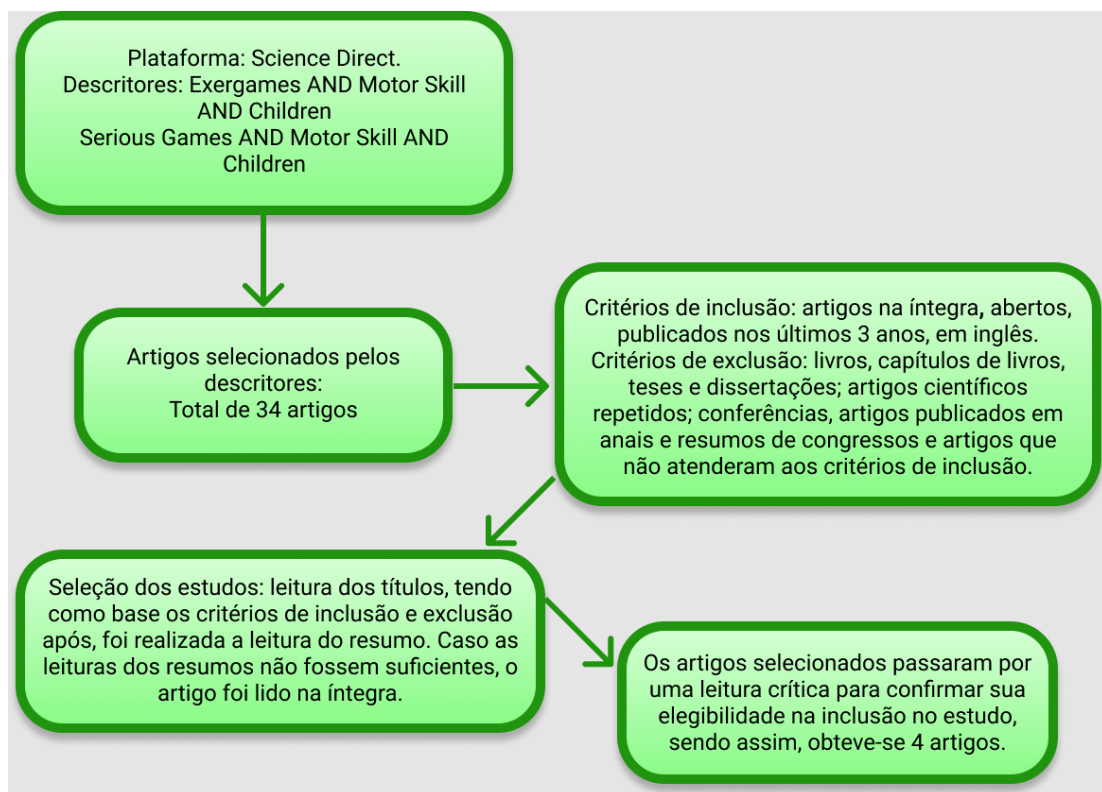 Plataforma: Science Direct.
Descritores: Exergames AND Motor Skill
AND Children
Serious Games AND Motor Skill AND
Children
Artigos selecionados pelos
descritores:
Total de 34 artigos
Critérios de inclusão: artigos na íntegra, abertos,
publicados nos últimos 3 anos, em inglês.
Critérios de exclusão: livros, capítulos de livros,
teses e dissertações; artigos científicos
repetidos; conferências, artigos publicados em
anais e resumos de congressos e artigos que
não atenderam aos critérios de inclusão.
Seleção dos estudos: leitura dos títulos, tendo
como base os critérios de inclusão e exclusão
após, foi realizada a leitura do resumo. Caso as
leituras dos resumos não fossem suficientes, o
artigo foi lido na íntegra.
Os artigos selecionados passaram por
uma leitura crítica para confirmar sua
elegibilidade na inclusão no estudo,
sendo assim, obteve-se 4 artigos.